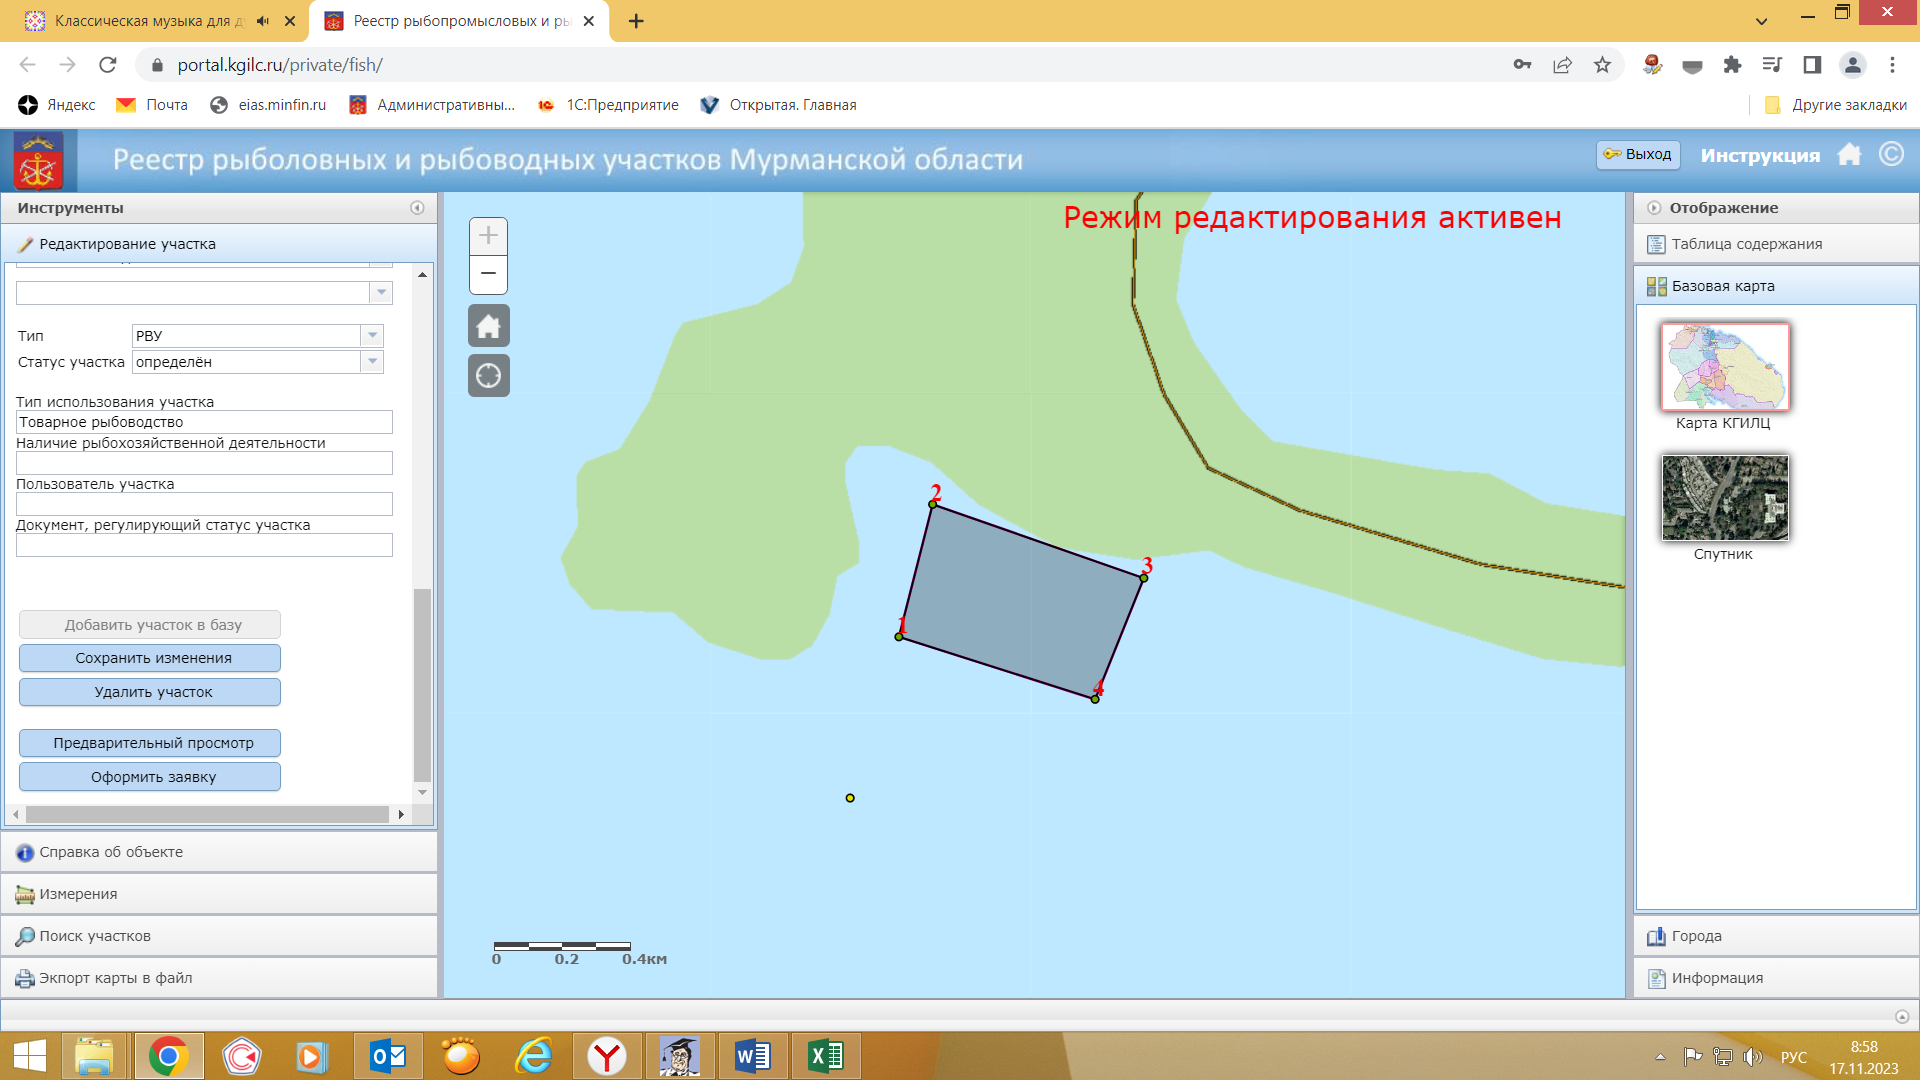 Классическая музыка для д
Реестр рыбопромысловых и ры
portal.kgilc.ru/private/fish/
Яндекс
Почта
eias.minfin.ru
Административны...
1С:Предприятие
Открытая. Главная
Другие закладки
Реестр рыболовных и рыбоводных участков Мурманской области
Выход
Инструкция
Инструменты
Редактирование участка
Тип
РВУ
Статус участка
определён
Тип использования участка
Товарное рыбоводство
Наличие рыбохозяйственной деятельности
Пользователь участка
Документ, регулирующий статус участка
Добавить участок в базу
Сохранить изменения
Удалить участок
Предварительный просмотр
Оформить заявку
Справка об объекте
Измерения
Поиск участков
Экспорт карты в файл
Режим редактирования активен
2
3
1
4
0 0.2 0.4км
Отображение
Таблица содержания
Базовая карта
Карта КГИЛЦ
Спутник
Города
Информация
РУС
8:58
17.11.2023